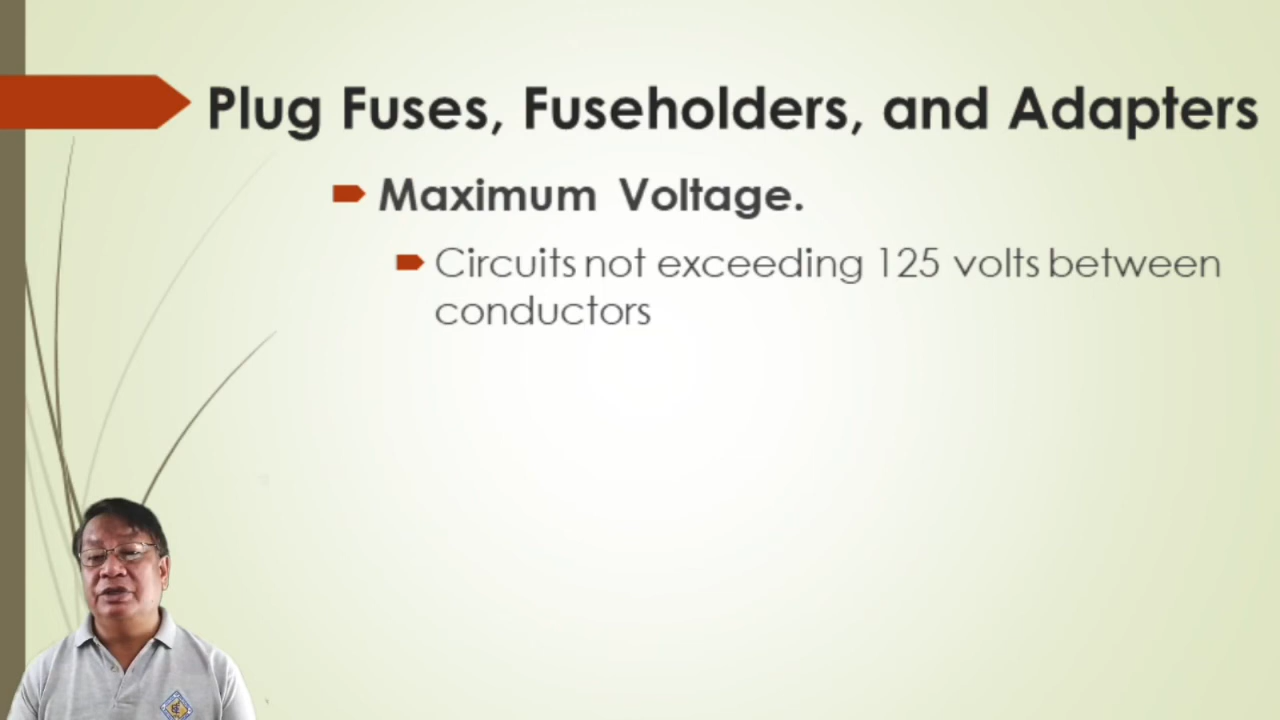 Plug Fuses, Fuseholders, and Adapters
Maximum Voltage.
Circuits not exceeding 125 volts between
conductors